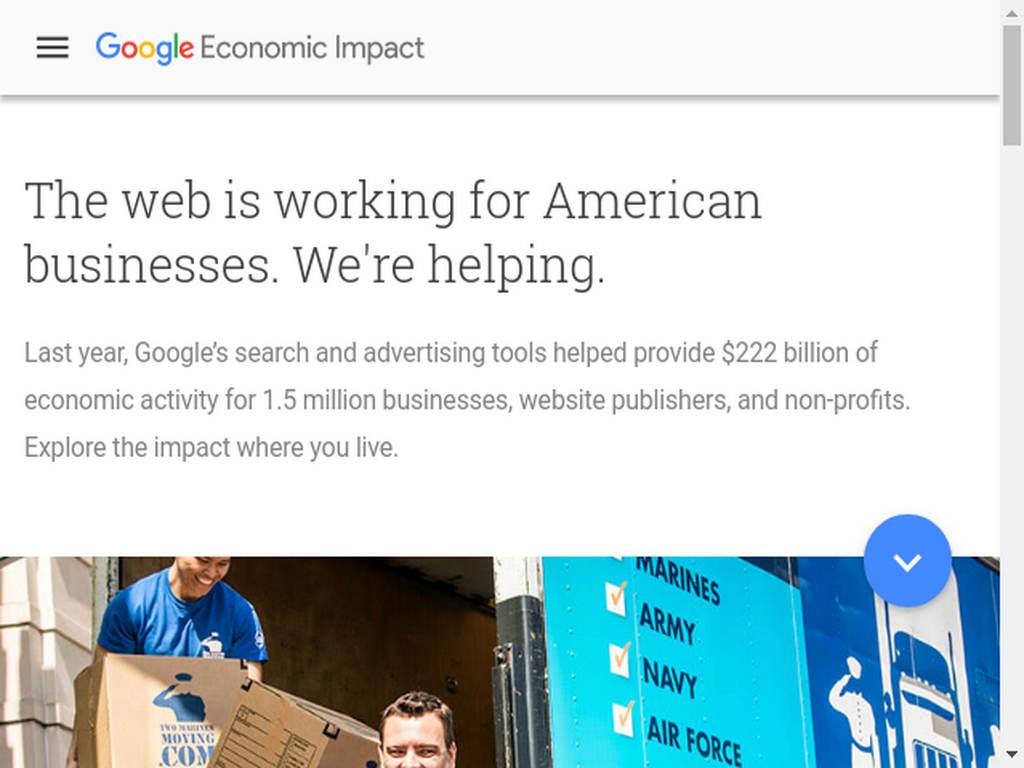 Google Economic Impact
The web is working for American
businesses. We're helping.
Last year, Google’s search and advertising tools helped provide $222 billion of
economic activity for 1.5 million businesses, website publishers, and non-profits.
Explore the impact where you live.
MARINES
ARMY
NAVY
AIR FORCE
TWO MARINES
MOVING
.COM